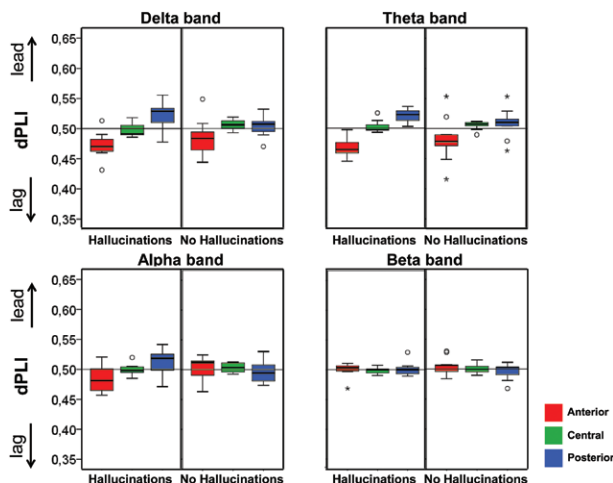 Delta band
Theta band
0,65
0,60
0,55
0,50
0,45
0,40
0,35
lead
dPLI
lag
Hallucinations No Hallucinations
Hallucinations No Hallucinations
Alpha band
Beta band
0,65
0,60
0,55
0,50
0,45
0,40
0,35
lead
dPLI
lag
Hallucinations No Hallucinations
Hallucinations No Hallucinations
Anterior
Central
Posterior